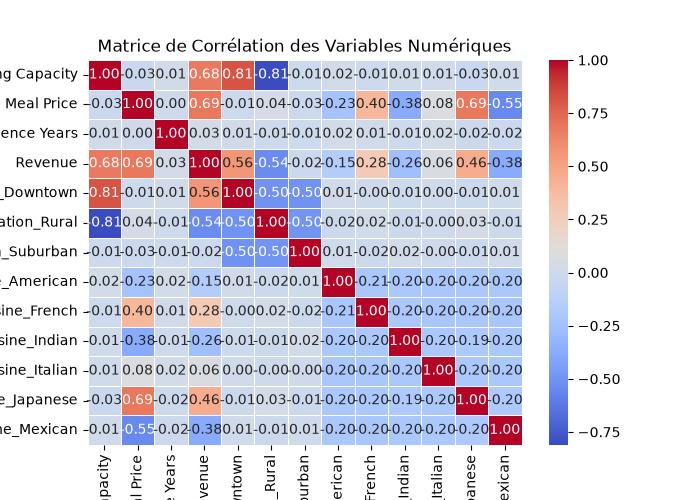 Matrice de Corrélation des Variables Numériques
ng Capacity 1.00 -0.03 0.01 0.68 0.81 -0.81 -0.01 0.02 -0.01 0.01 0.01 -0.03 0.01
Meal Price -0.03 1.00 0.00 0.69 -0.01 0.04 -0.03 -0.23 0.40 -0.38 0.08 0.69 -0.55
ence Years -0.01 0.00 1.00 0.03 0.01 -0.01 -0.01 0.02 0.01 -0.01 0.02 -0.02 -0.02
Revenue 0.68 0.69 0.03 1.00 0.56 -0.54 -0.02 -0.15 0.28 -0.26 0.06 0.46 -0.38
_Downtown 0.81 -0.01 0.01 0.56 1.00 -0.50 -0.50 0.01 -0.00 -0.01 0.00 -0.01 0.01
ation_Rural -0.81 0.04 -0.01 -0.54 -0.50 1.00 -0.50 -0.02 0.02 -0.01 -0.00 0.03 -0.01
n_Suburban -0.01 -0.03 -0.01 -0.02 -0.50 -0.50 1.00 0.01 -0.02 0.02 -0.00 -0.01 0.01
e_American -0.02 -0.23 0.02 -0.15 0.01 -0.02 0.01 1.00 -0.21 -0.20 -0.20 -0.20 -0.20
sine_French -0.01 0.40 0.01 0.28 -0.00 0.02 -0.02 -0.21 1.00 -0.20 -0.20 -0.20 -0.20
sine_Indian -0.01 -0.38 -0.01 -0.26 -0.01 -0.01 0.02 -0.20 -0.20 1.00 -0.20 -0.19 -0.20
sine_Italian -0.01 0.08 0.02 0.06 0.00 -0.00 -0.00 -0.20 -0.20 -0.20 1.00 -0.20 -0.20
e_Japanese -0.03 0.69 -0.02 0.46 -0.01 0.03 -0.01 -0.20 -0.20 -0.19 -0.20 1.00 -0.20
ne_Mexican -0.01 -0.55 -0.02 -0.38 0.01 -0.01 0.01 -0.20 -0.20 -0.20 -0.20 -0.20 1.00
pacity
l Price
e Years
venue
wntown
_Rural
burban
erican
French
Indian
Italian
panese
exican
1.00
0.75
0.50
0.25
0.00
−0.25
−0.50
−0.75